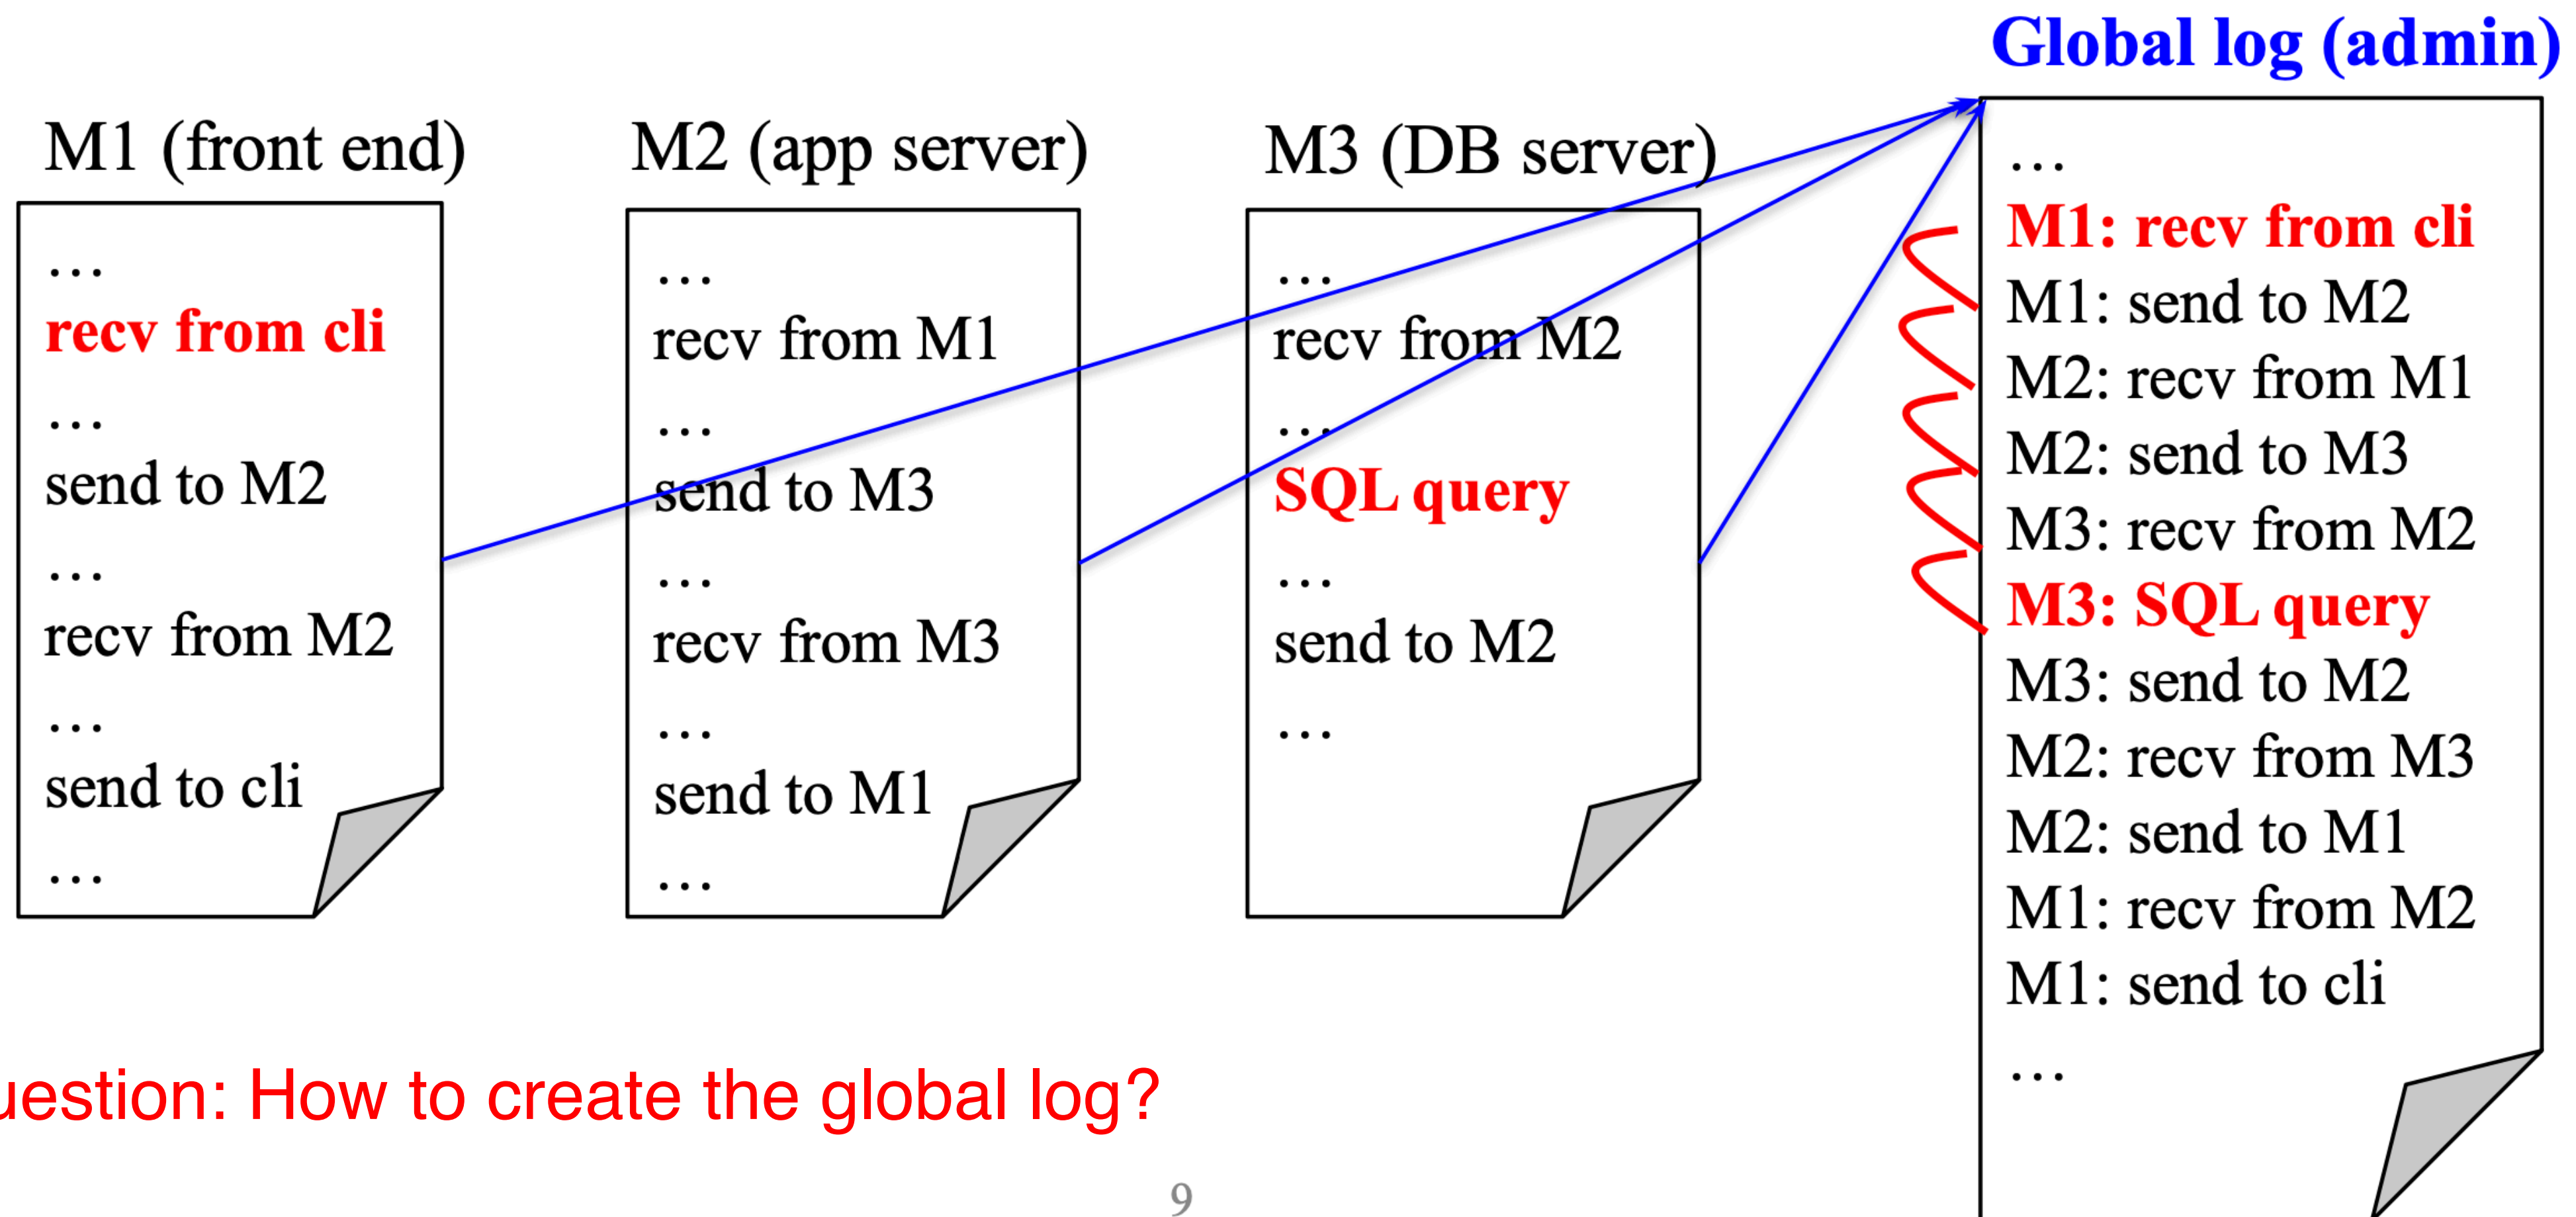 Global log (admin)
M1 (front end)
…
recv from cli
…
send to M2
…
recv from M2
…
send to cli
…
M2 (app server)
…
recv from M1
…
send to M3
…
recv from M3
…
send to M1
…
M3 (DB server)
…
recv from M2
…
SQL query
…
send to M2
…
…
M1: recv from cli
M1: send to M2
M2: recv from M1
M2: send to M3
M3: recv from M2
M3: SQL query
M3: send to M2
M2: recv from M3
M2: send to M1
M1: recv from M2
M1: send to cli
…
uestion: How to create the global log?
9